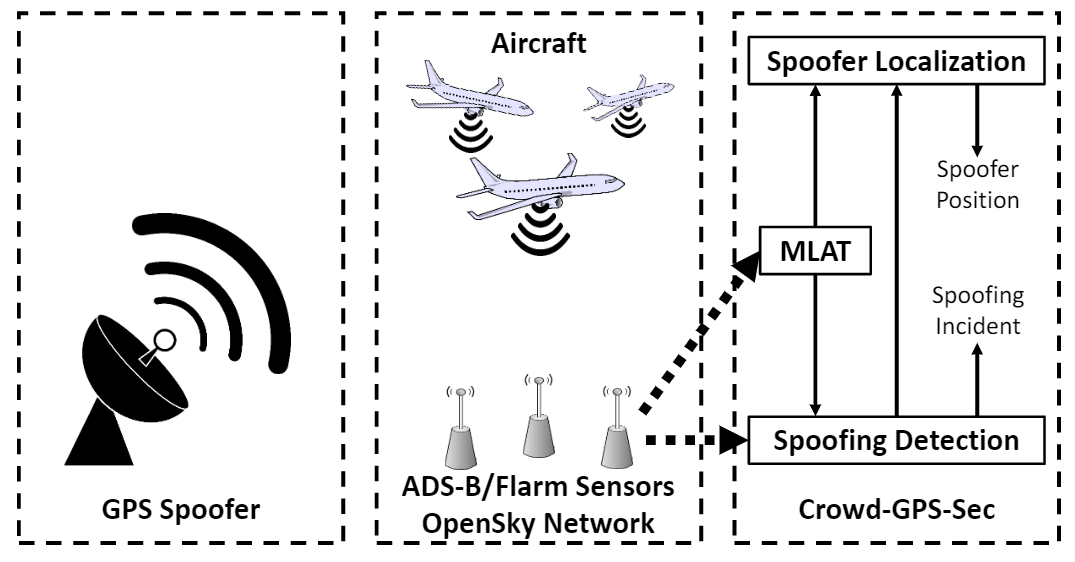 GPS Spoofer
Aircraft
ADS-B/Flarm Sensors
OpenSky Network
Spoofer Localization
Spoofer
Position
MLAT
Spoofing
Incident
Spoofing Detection
Crowd-GPS-Sec